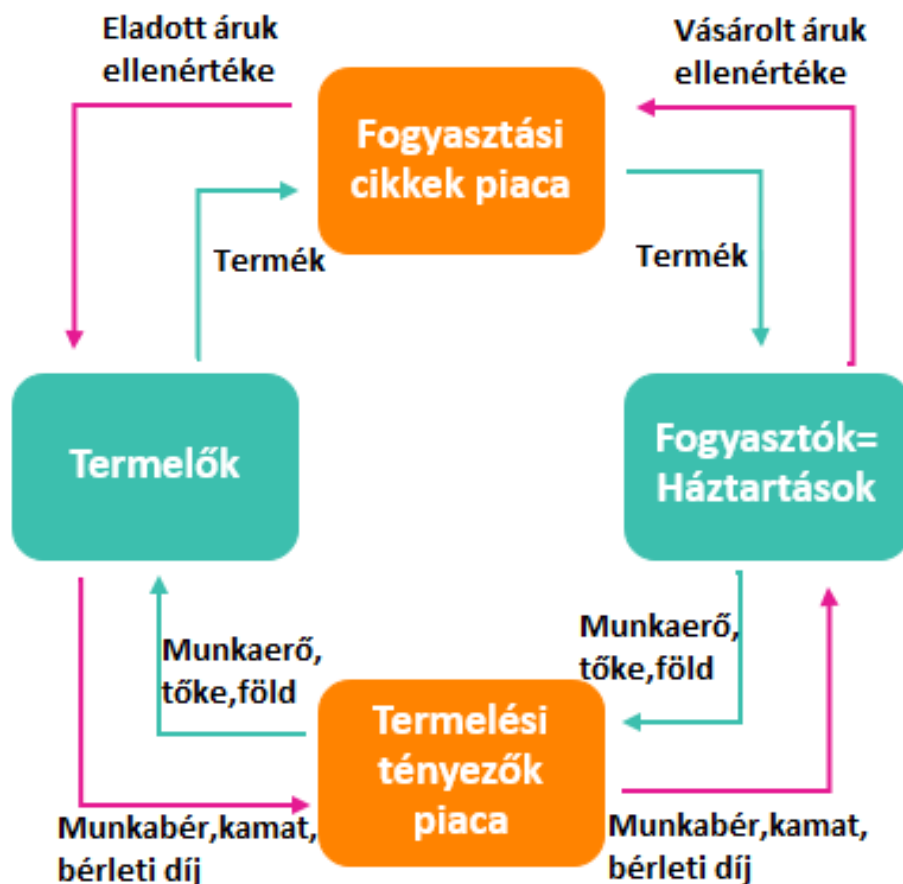 Eladott áruk
ellenértéke
Vásárolt áruk
ellenértéke
Fogyasztási
cikkek piaca
Termék
Termék
Termelők
Fogyasztók=
Háztartások
Munkaerő,
tőke,föld
Munkaerő,
tőke,föld
Termelési
tényezők
piaca
Munkabér,kamat,
bérleti díj
Munkabér,kamat,
bérleti díj